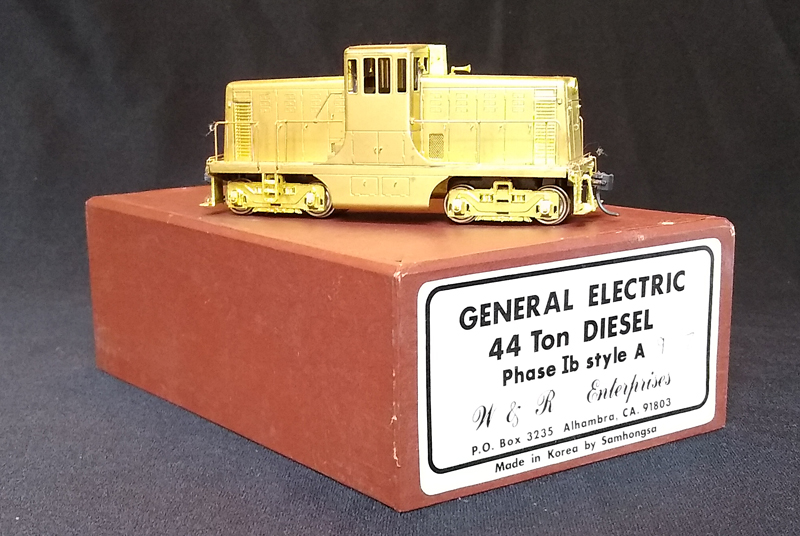 GENERAL ELECTRIC
44 Ton DIESEL
Phase Ib style A
W & R Enterprises
P.O. Box 3235 Alhambra, CA. 91803
Made in Korea by Samhongsa